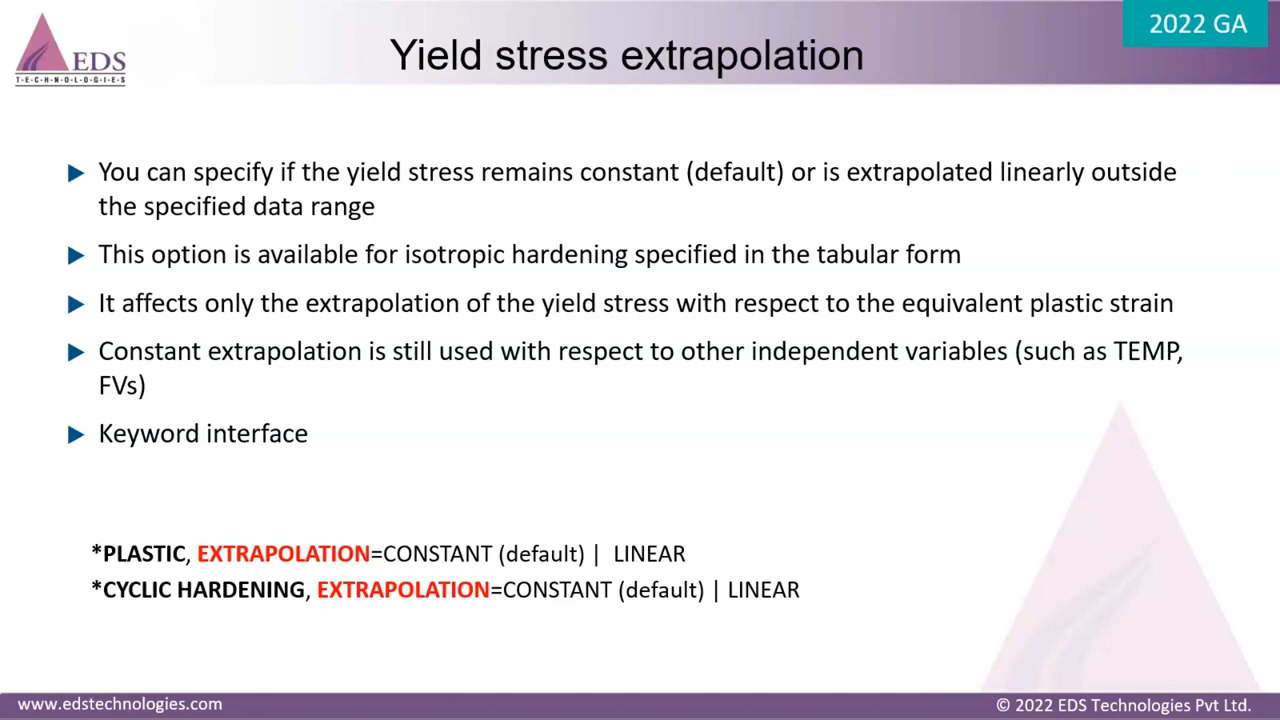 2022 GA
EDS
T·E·C·H·N·O·L·O·G·I·E·S
Yield stress extrapolation
You can specify if the yield stress remains constant (default) or is extrapolated linearly outside
the specified data range
This option is available for isotropic hardening specified in the tabular form
It affects only the extrapolation of the yield stress with respect to the equivalent plastic strain
Constant extrapolation is still used with respect to other independent variables (such as TEMP,
FVs)
Keyword interface
*PLASTIC, EXTRAPOLATION=CONSTANT (default) | LINEAR
*CYCLIC HARDENING, EXTRAPOLATION=CONSTANT (default) | LINEAR
www.edstechnologies.com
© 2022 EDS Technologies Pvt Ltd.